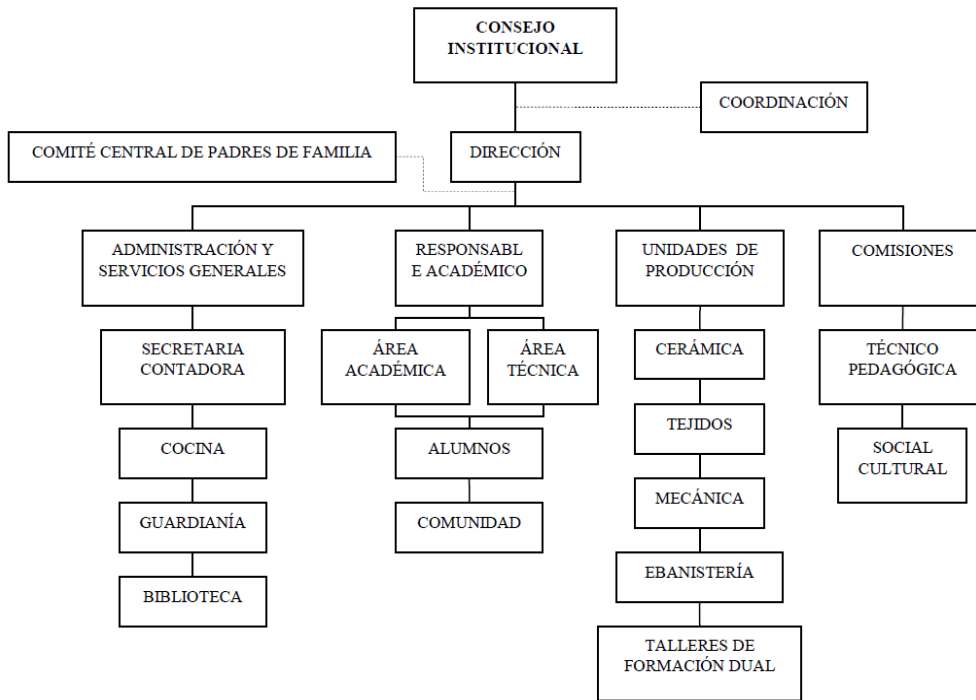 CONSEJO
INSTITUCIONAL
COORDINACIÓN
COMITÉ CENTRAL DE PADRES DE FAMILIA
DIRECCIÓN
ADMINISTRACIÓN Y
SERVICIOS GENERALES
RESPONSABL
E ACADÉMICO
UNIDADES DE
PRODUCCIÓN
COMISIONES
SECRETARIA
CONTADORA
ÁREA
ACADÉMICA
ÁREA
TÉCNICA
CERÁMICA
TÉCNICO
PEDAGÓGICA
COCINA
ALUMNOS
TEJIDOS
SOCIAL
CULTURAL
GUARDIANÍA
COMUNIDAD
MECÁNICA
BIBLIOTECA
EBANISTERÍA
TALLERES DE
FORMACIÓN DUAL